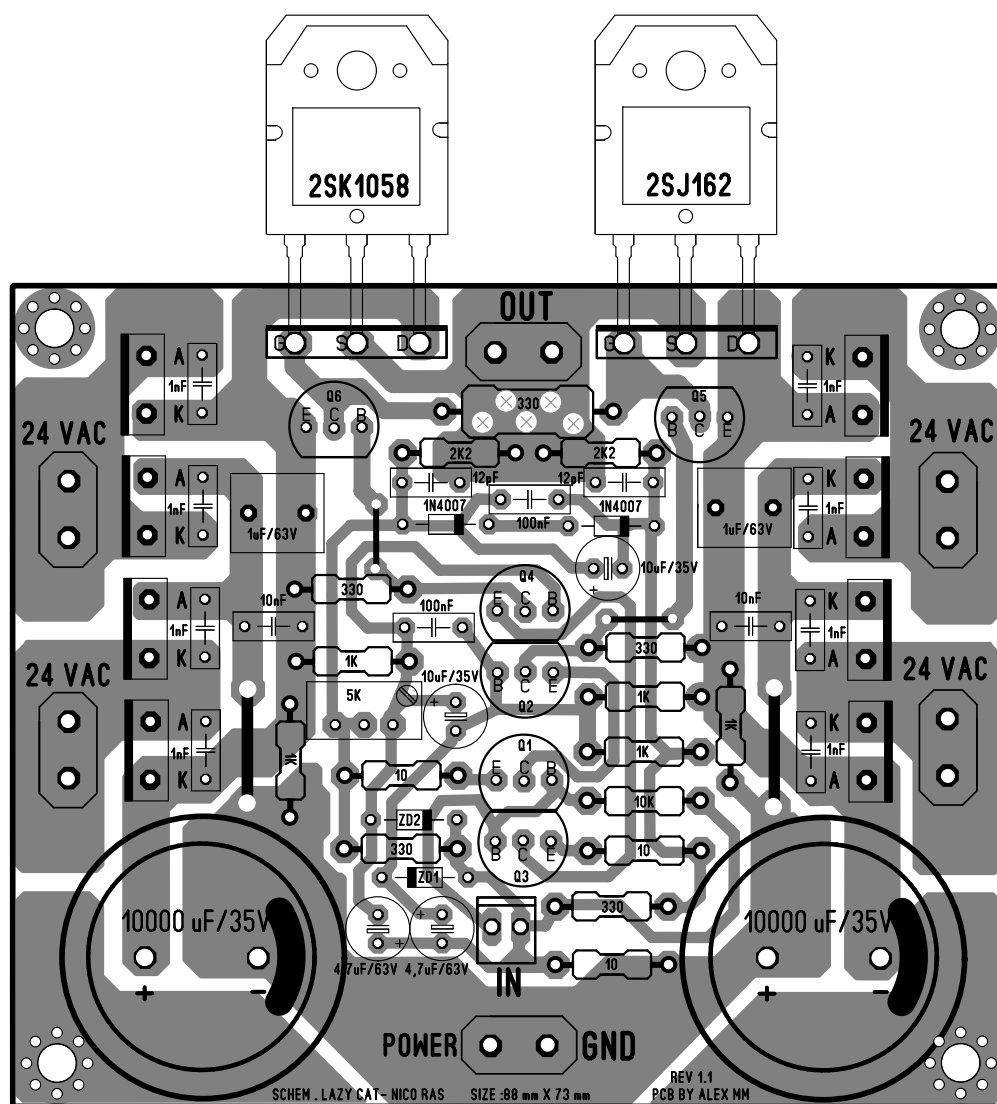 2SK1058
2SJ162
OUT
G S D
G S D
A
1nF
K
K
1nF
A
Q6
E C B
330
Q5
B C E
24 VAC
24 VAC
2K2
2K2
A
1nF
K
K
1nF
A
12pF
12pF
1N4007
1N4007
100nF
1uF/63V
1uF/63V
10uF/35V
+
Q4
E C B
330
A
1nF
K
K
1nF
A
10nF
100nF
10nF
330
24 VAC
24 VAC
1K
10uF/35V
+
B C E
Q2
5K
1K
1K
1K
A
1nF
K
K
1nF
A
1K
Q1
E C B
10
10K
ZD2
330
B C E
Q3
10
ZD1
330
10000 uF/35V
10000 uF/35V
+ -
+ -
+
+
4,7uF/63V
4,7uF/63V
10
IN
POWER
GND
SCHEM . LAZY CAT- NICO RAS
SIZE :88 mm X 73 mm
REV 1.1
PCB BY ALEX MM